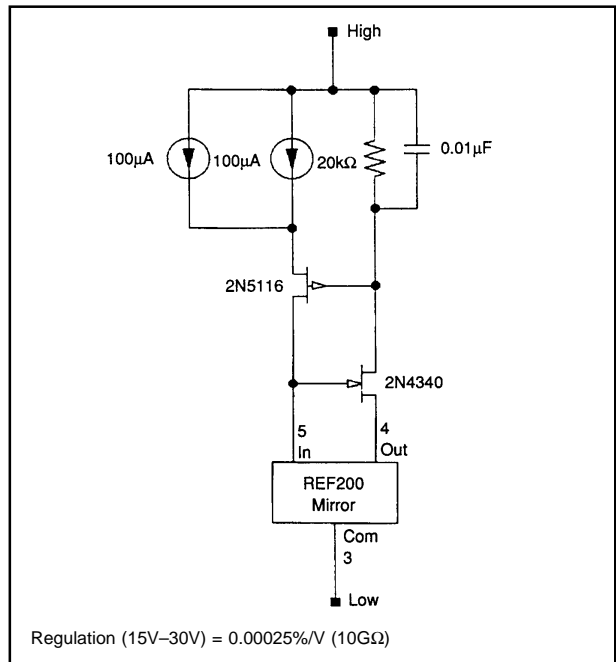 High
100μA
100μA
20kΩ
0.01μF
2N5116
2N4340
5
In
4
Out
REF200
Mirror
Com
3
Low
Regulation (15V–30V) = 0.00025%/V (10GΩ)